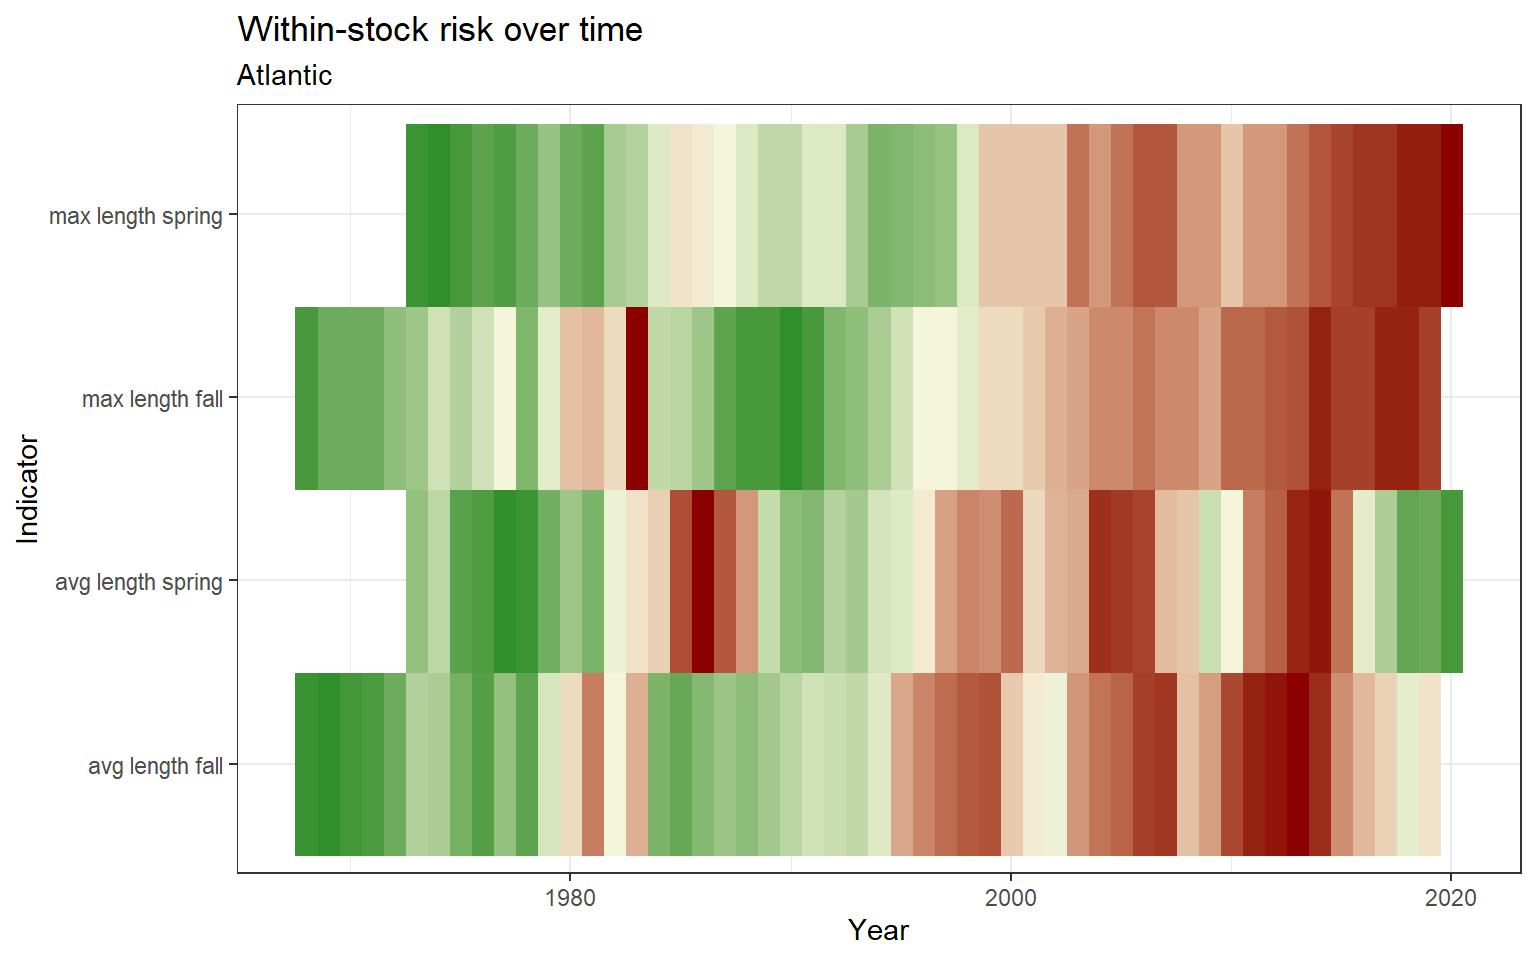 Within-stock risk over time
Atlantic
max length spring
max length fall
avg length spring
avg length fall
Indicator
1980
2000
2020
Year